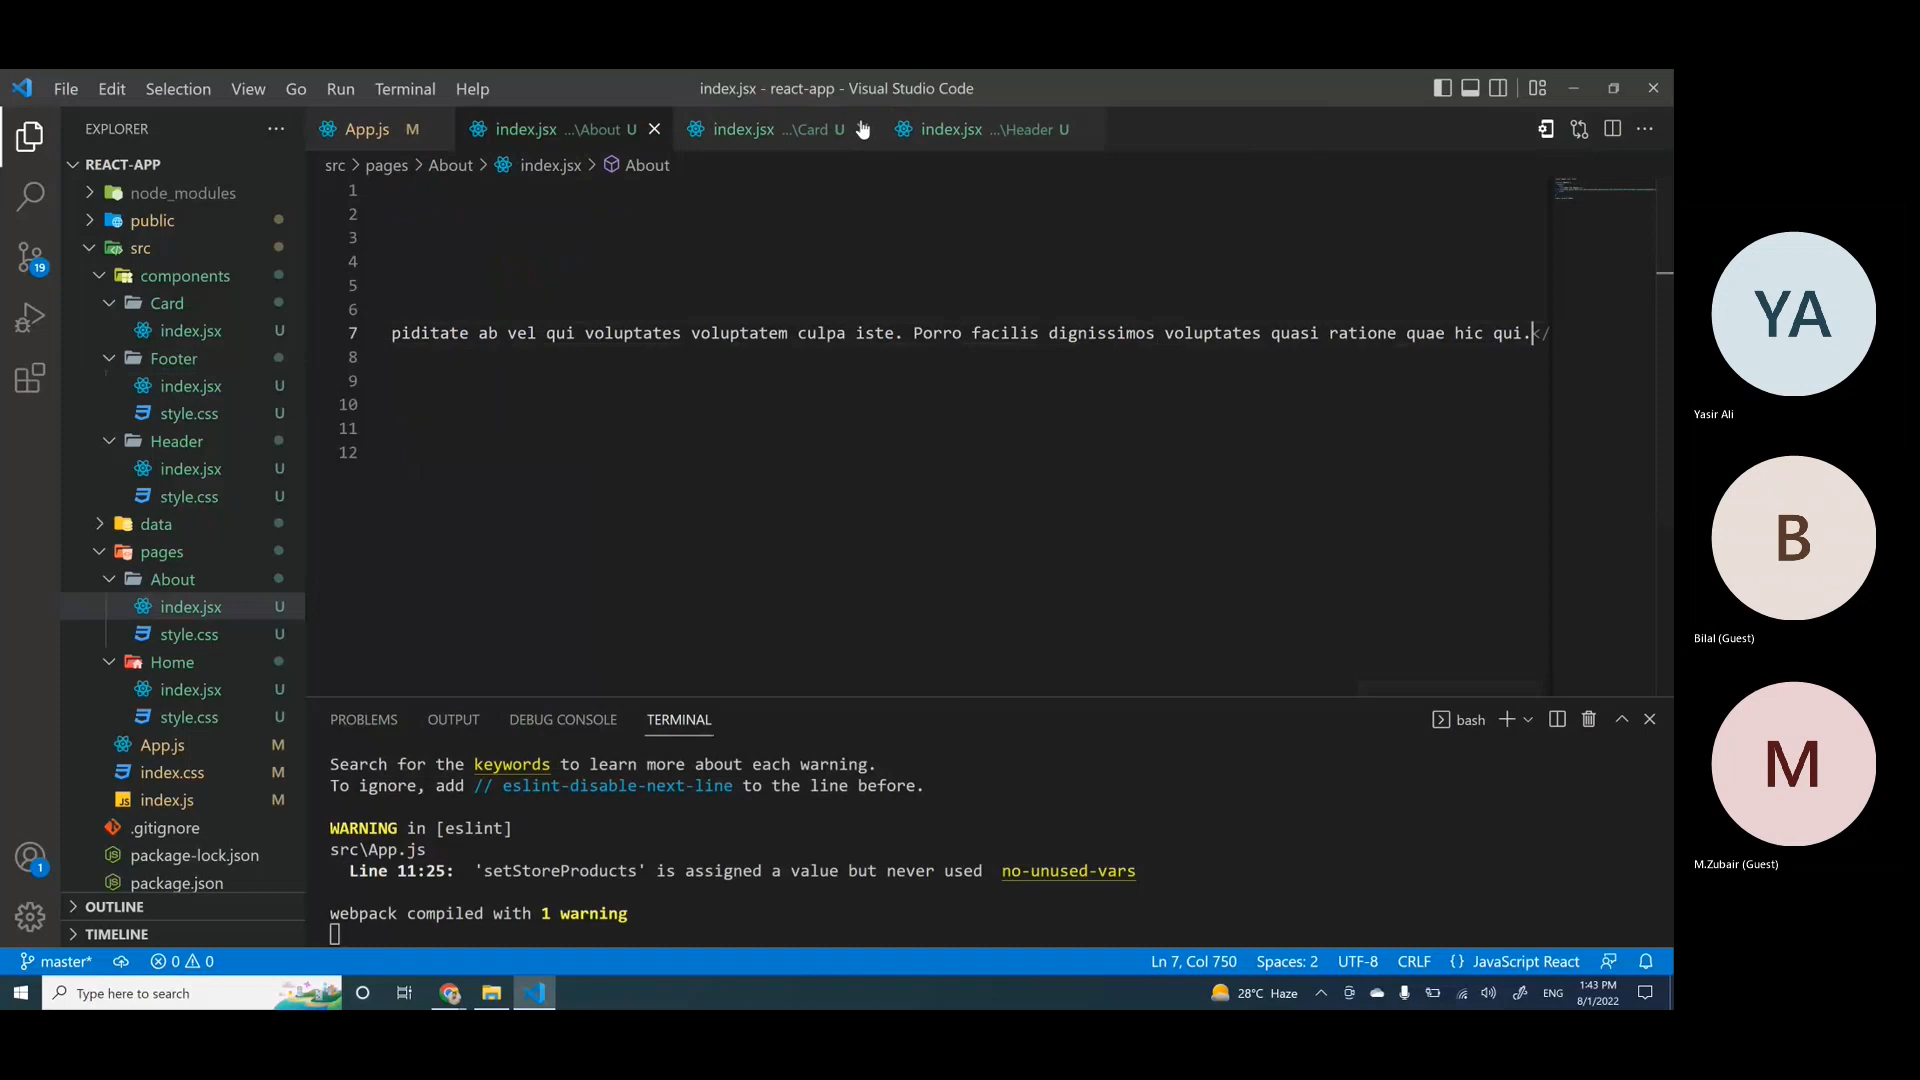 File Edit Selection View Go Run Terminal Help
index.jsx - react-app - Visual Studio Code
EXPLORER
App.js M
index.jsx ...\About U
index.jsx ...\Card U
index.jsx ...\Header U
REACT-APP
src > pages > About > index.jsx > About
node_modules
public
src
components
Card
index.jsx U
Footer
index.jsx U
style.css U
Header
index.jsx U
style.css U
data
pages
About
index.jsx U
style.css U
Home
index.jsx U
style.css U
App.js M
index.css M
index.js M
.gitignore
package-lock.json
package.json
OUTLINE
TIMELINE
19
1
1
2
3
4
5
6
7 piditate ab vel qui voluptates voluptatem culpa iste. Porro facilis dignissimos voluptates quasi ratione quae hic qui.</
8
9
10
11
12
PROBLEMS OUTPUT DEBUG CONSOLE TERMINAL
bash
Search for the keywords to learn more about each warning.
To ignore, add // eslint-disable-next-line to the line before.
WARNING in [eslint]
src\App.js
Line 11:25: 'setStoreProducts' is assigned a value but never used no-unused-vars
webpack compiled with 1 warning
master* 0 0
Ln 7, Col 750 Spaces: 2 UTF-8 CRLF {} JavaScript React
Type here to search
28°C Haze
ENG
1:43 PM
8/1/2022
YA
Yasir Ali
B
Bilal (Guest)
M
M.Zubair (Guest)